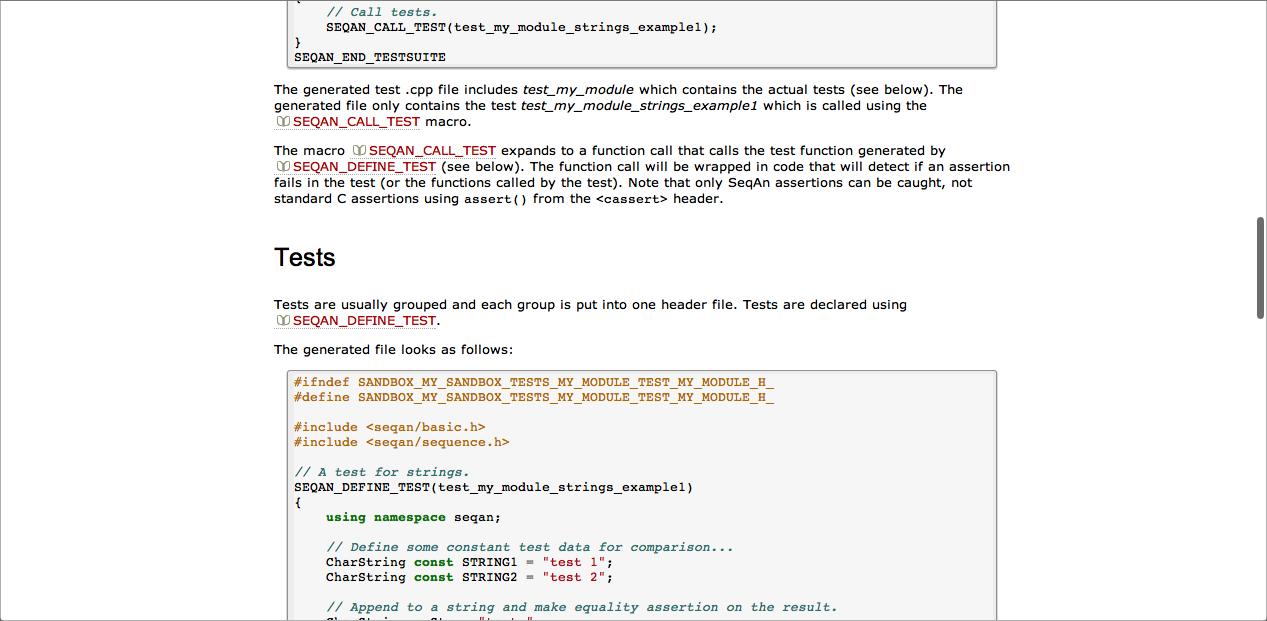 // Call tests.
SEQAN_CALL_TEST(test_my_module_strings_example1);
}
SEQAN_END_TESTSUITE
The generated test .cpp file includes test_my_module which contains the actual tests (see below). The
generated file only contains the test test_my_module_strings_example1 which is called using the
SEQAN_CALL_TEST macro.
The macro SEQAN_CALL_TEST expands to a function call that calls the test function generated by
SEQAN_DEFINE_TEST (see below). The function call will be wrapped in code that will detect if an assertion
fails in the test (or the functions called by the test). Note that only SeqAn assertions can be caught, not
standard C assertions using assert() from the <cassert> header.
Tests
Tests are usually grouped and each group is put into one header file. Tests are declared using
SEQAN_DEFINE_TEST.
The generated file looks as follows:
#ifndef SANDBOX_MY_SANDBOX_TESTS_MY_MODULE_TEST_MY_MODULE_H_
#define SANDBOX_MY_SANDBOX_TESTS_MY_MODULE_TEST_MY_MODULE_H_
#include <seqan/basic.h>
#include <seqan/sequence.h>
// A test for strings.
SEQAN_DEFINE_TEST(test_my_module_strings_example1)
{
using namespace seqan;
// Define some constant test data for comparison...
CharString const STRING1 = "test 1";
CharString const STRING2 = "test 2";
// Append to a string and make equality assertion on the result.